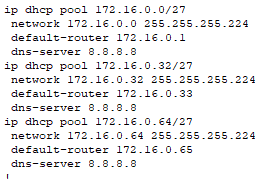 ip dhcp pool 172.16.0.0/27
 network 172.16.0.0 255.255.255.224
 default-router 172.16.0.1
 dns-server 8.8.8.8
ip dhcp pool 172.16.0.32/27
 network 172.16.0.32 255.255.255.224
 default-router 172.16.0.33
 dns-server 8.8.8.8
ip dhcp pool 172.16.0.64/27
 network 172.16.0.64 255.255.255.224
 default-router 172.16.0.65
 dns-server 8.8.8.8